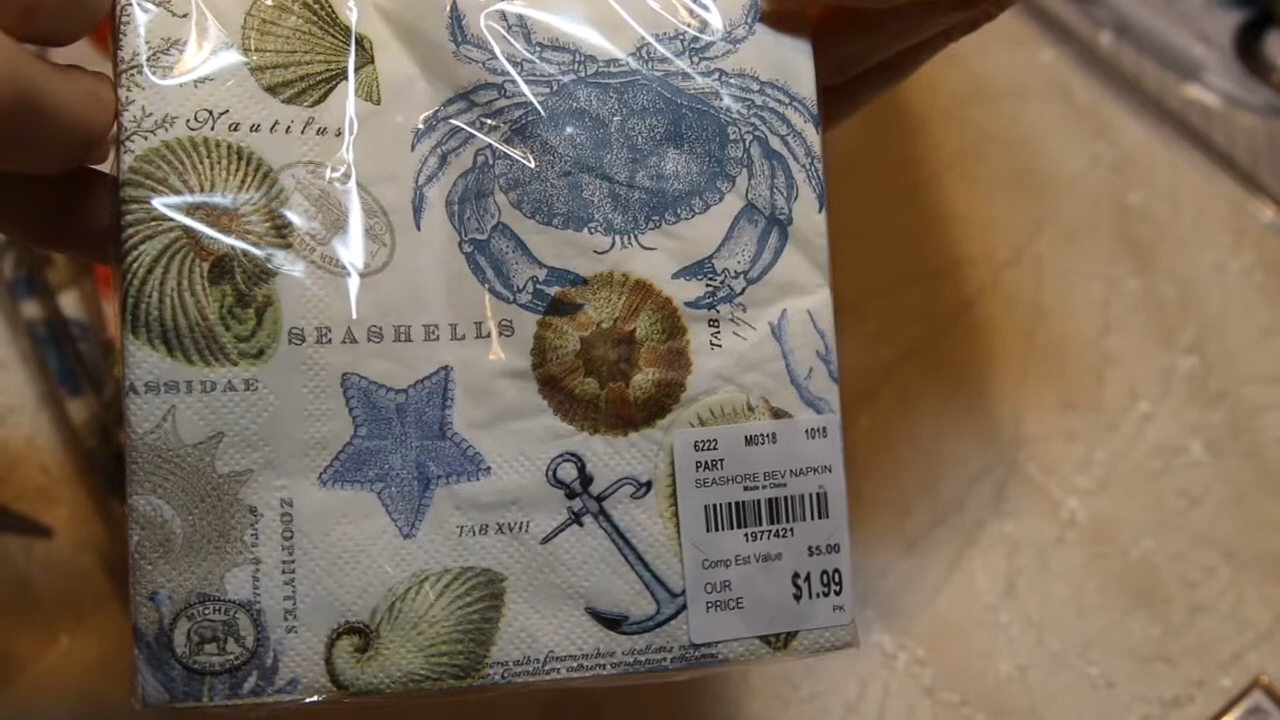 Nautilus
SEASHELLS
ASSIDAE
TAB XVII
ZOOPHYTES
MICHEL
6222 M0318 1018
PART
SEASHORE BEV NAPKIN
Made in China
1977421
Comp Est Value $5.00
OUR PRICE $1.99
PK